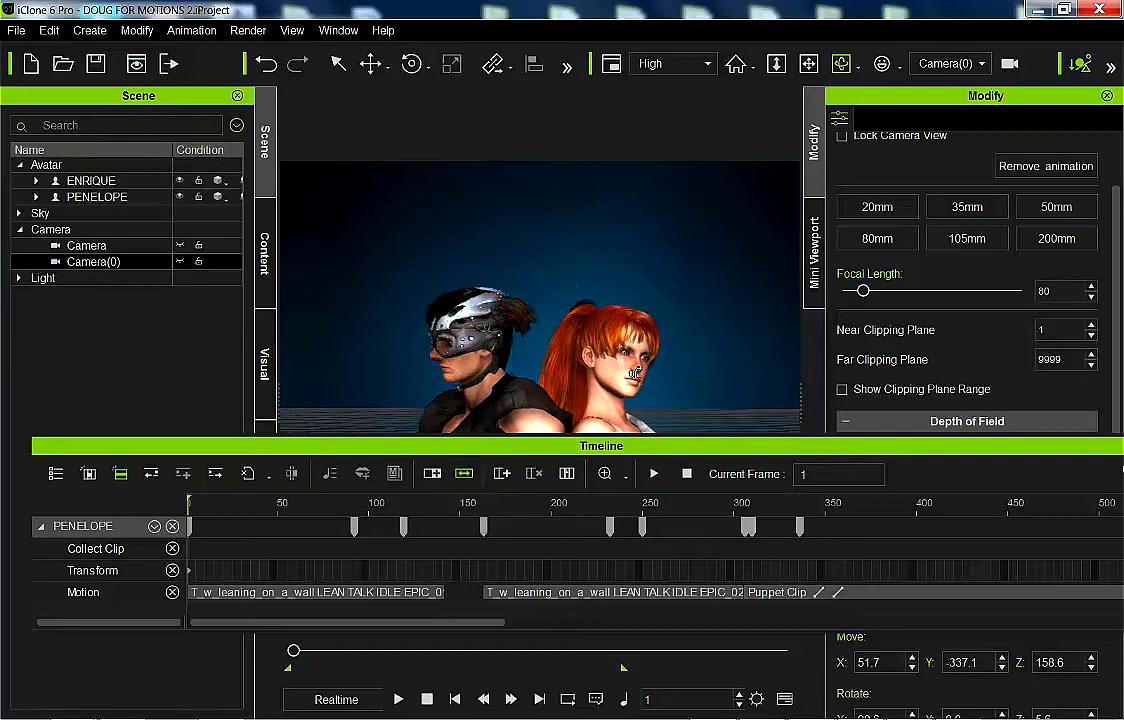 iClone 6 Pro - DOUG FOR MOTIONS 2.iProject
File Edit Create Modify Animation Render View Window Help
High Camera(0)
Scene
Search
Name Condition
Avatar
ENRIQUE
PENELOPE
Sky
Camera
Camera
Camera(0)
Light
Scene
Content
Visual
Modify
Mini Viewport
Modify
Lock Camera View
Remove animation
20mm 35mm 50mm
80mm 105mm 200mm
Focal Length:
80
Near Clipping Plane 1
Far Clipping Plane 9999
Show Clipping Plane Range
Depth of Field
Timeline
Current Frame : 1
50 100 150 200 250 300 350 400 450 500
PENELOPE
Collect Clip
Transform
Motion T_w_leaning_on_a_wall LEAN TALK IDLE EPIC_0 T_w_leaning_on_a_wall LEAN TALK IDLE EPIC_02 Puppet Clip
Move:
X: 51.7 Y: -337.1 Z: 158.6
Rotate:
Realtime 1